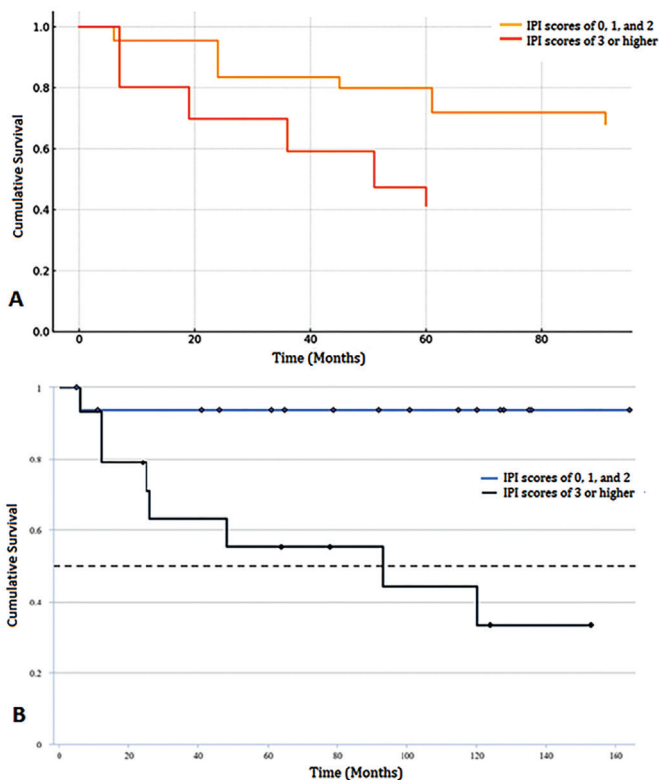 IPI scores of 0, 1, and 2
IPI scores of 3 or higher
1.0
0.8
0.6
0.4
0.2
0.0
Cumulative Survival
A
0 20 40 60 80
Time (Months)
1
0.8
0.6
0.4
0.2
0
Cumulative Survival
IPI scores of 0, 1, and 2
IPI scores of 3 or higher
B
0 20 40 60 80 100 120 140 160
Time (Months)